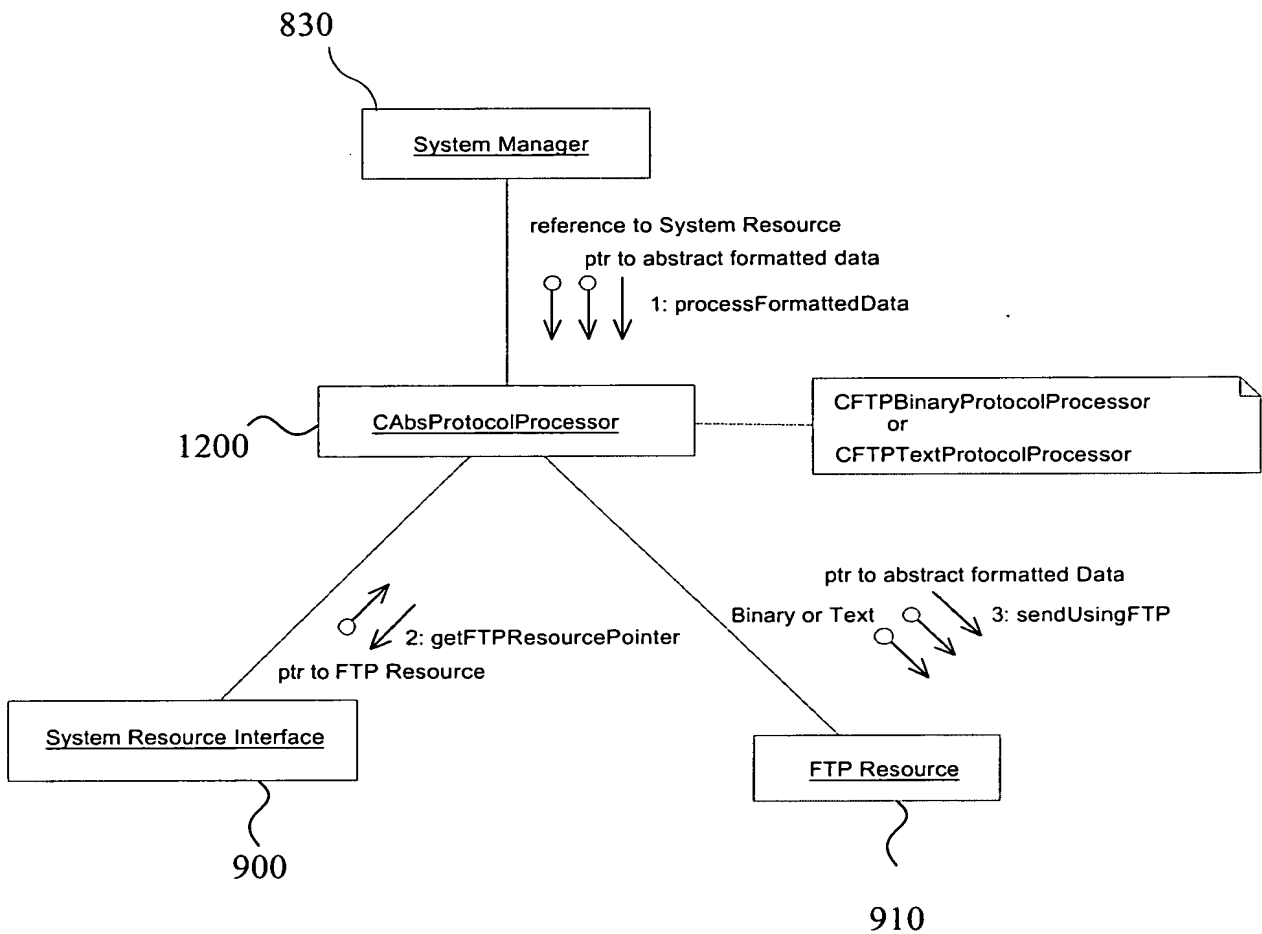 830
System Manager
reference to System Resource
ptr to abstract formatted data
1: processFormattedData
CAbsProtocolProcessor
1200
CFTPBinaryProtocolProcessor
or
CFTPTextProtocolProcessor
ptr to abstract formatted Data
Binary or Text
3: sendUsingFTP
2: getFTPResourcePointer
ptr to FTP Resource
System Resource Interface
FTP Resource
900
910